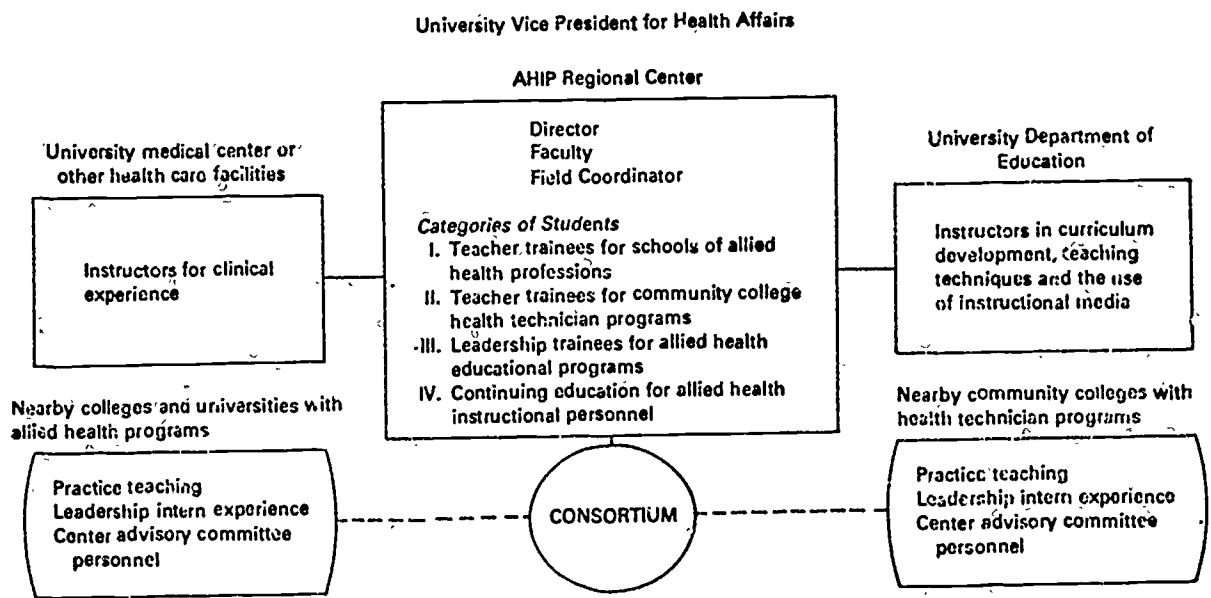 University Vice President for Health Affairs
AHIP Regional Center
Director
Faculty
Field Coordinator
Categories of Students
I. Teacher trainees for schools of allied
health professions
II. Teacher trainees for community college
health technician programs
III. Leadership trainees for allied health
educational programs
IV. Continuing education for allied health
instructional personnel
University medical center or
other health care facilities
Instructors for clinical
experience
University Department of
Education
Instructors in curriculum
development, teaching
techniques and the use
of instructional media
Nearby colleges and universities with
allied health programs
Practice teaching
Leadership intern experience
Center advisory committee
personnel
CONSORTIUM
Nearby community colleges with
health technician programs
Practice teaching
Leadership intern experience
Center advisory committee
personnel